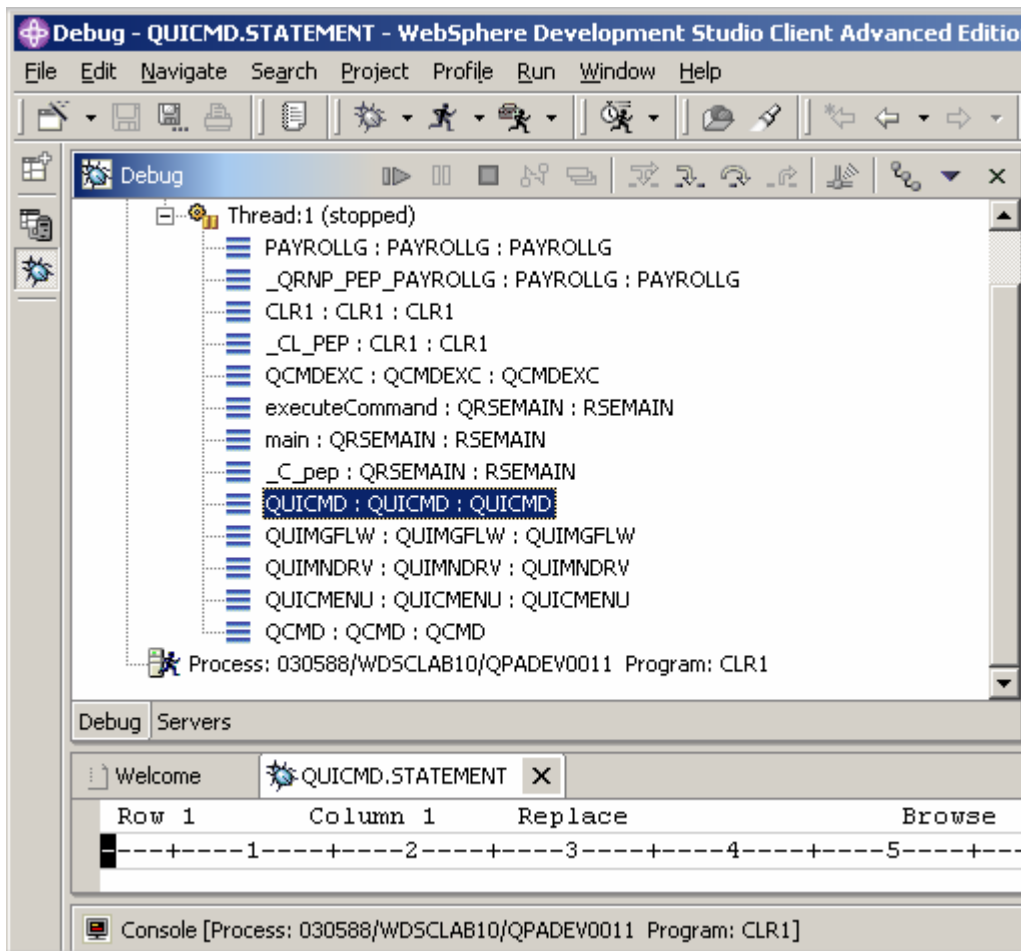 Debug - QUICMD.STATEMENT - WebSphere Development Studio Client Advanced Editio
File Edit Navigate Search Project Profile Run Window Help
Debug
Thread:1 (stopped)
PAYROLLG : PAYROLLG : PAYROLLG
_QRNP_PEP_PAYROLLG : PAYROLLG : PAYROLLG
CLR1 : CLR1 : CLR1
_CL_PEP : CLR1 : CLR1
QCMDEXC : QCMDEXC : QCMDEXC
executeCommand : QRSEMAIN : RSEMAIN
main : QRSEMAIN : RSEMAIN
_C_pep : QRSEMAIN : RSEMAIN
QUICMD : QUICMD : QUICMD
QUIMGFLW : QUIMGFLW : QUIMGFLW
QUIMNDRV : QUIMNDRV : QUIMNDRV
QUICMENU : QUICMENU : QUICMENU
QCMD : QCMD : QCMD
Process: 030588/WDSCLAB10/QPADEV0011 Program: CLR1
Debug Servers
Welcome QUICMD.STATEMENT
Row 1 Column 1 Replace Browse
----+----1----+----2----+----3----+----4----+----5----+---
Console [Process: 030588/WDSCLAB10/QPADEV0011 Program: CLR1]